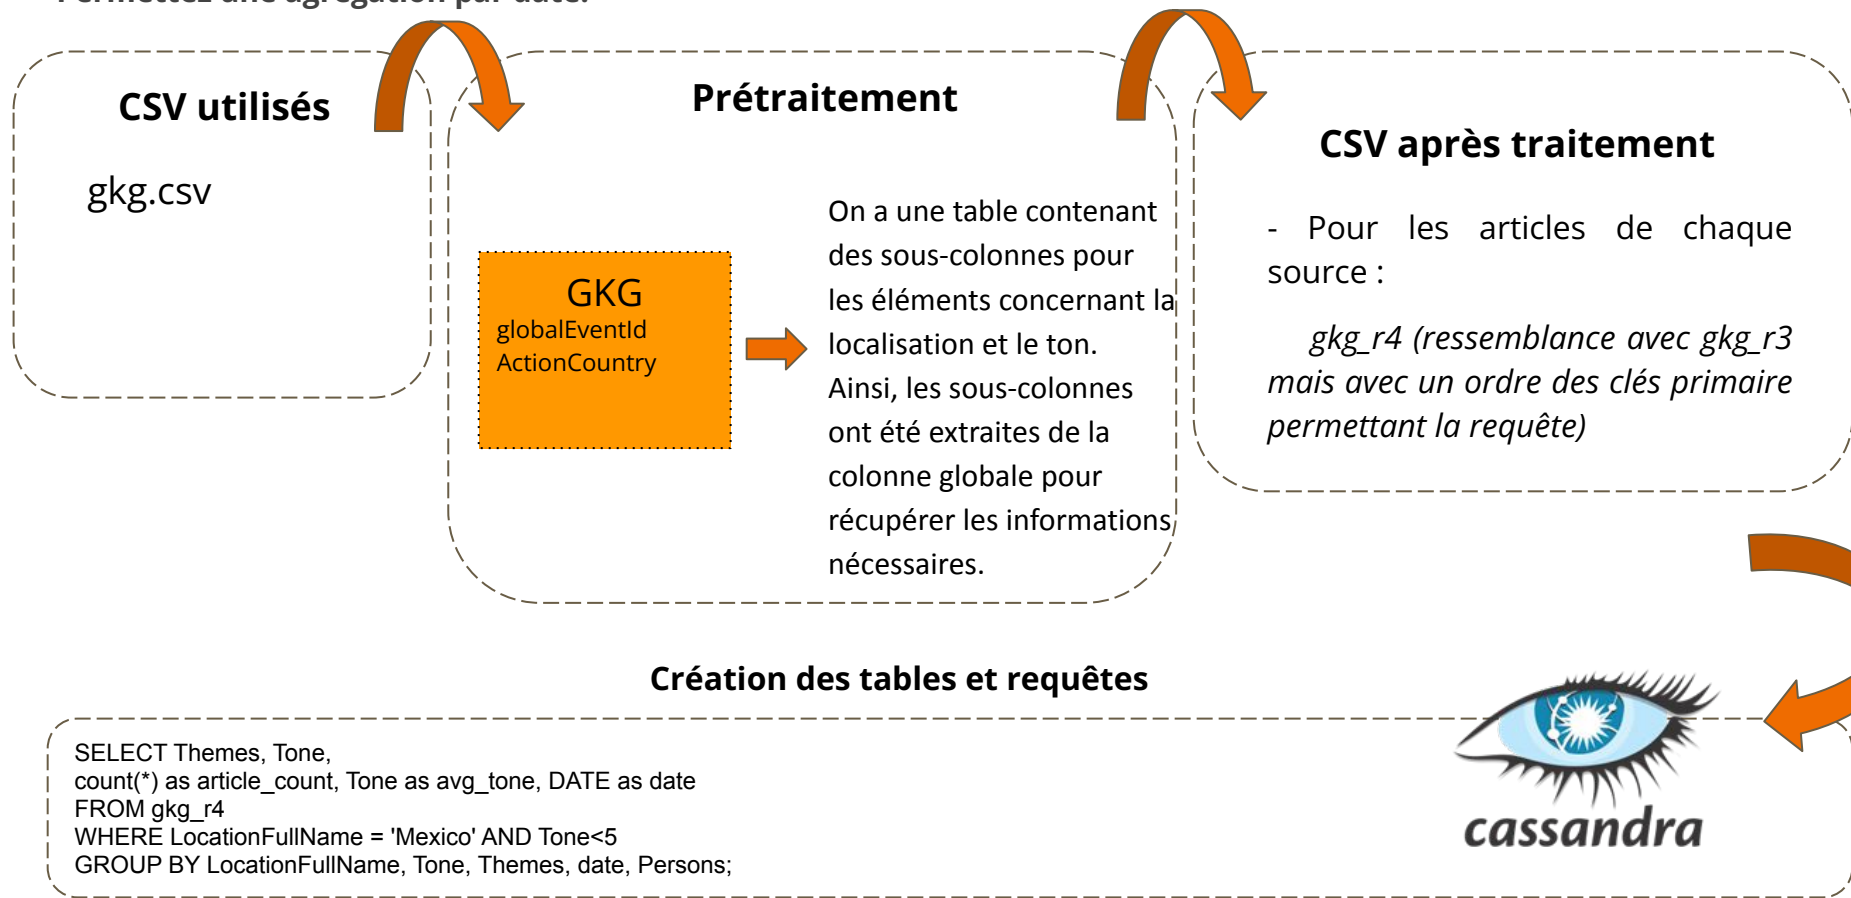 Permettez une agrégation par date.
CSV utilisés
gkg.csv
Prétraitement
GKG
globalEventId
ActionCountry
On a une table contenant
des sous-colonnes pour
les éléments concernant la
localisation et le ton.
Ainsi, les sous-colonnes
ont été extraites de la
colonne globale pour
récupérer les informations
nécessaires.
CSV après traitement
- Pour les articles de chaque
source :
gkg_r4 (ressemblance avec gkg_r3
mais avec un ordre des clés primaire
permettant la requête)
Création des tables et requêtes
SELECT Themes, Tone,
count(*) as article_count, Tone as avg_tone, DATE as date
FROM gkg_r4
WHERE LocationFullName = 'Mexico' AND Tone<5
GROUP BY LocationFullName, Tone, Themes, date, Persons;
cassandra